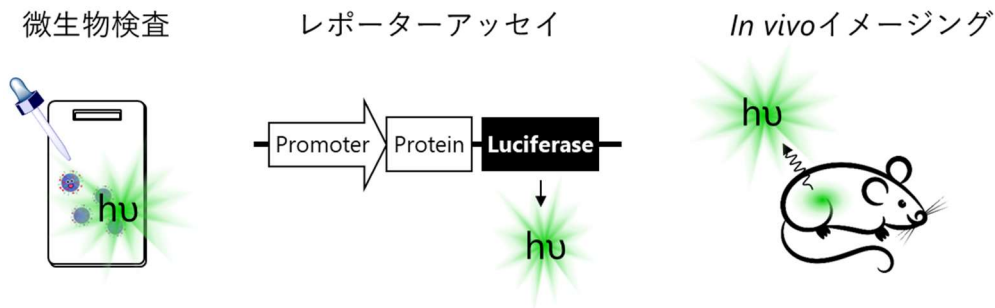 微生物検査
レポーターアッセイ
In vivoイメージング
hυ
Promoter
Protein
Luciferase
hυ
hυ